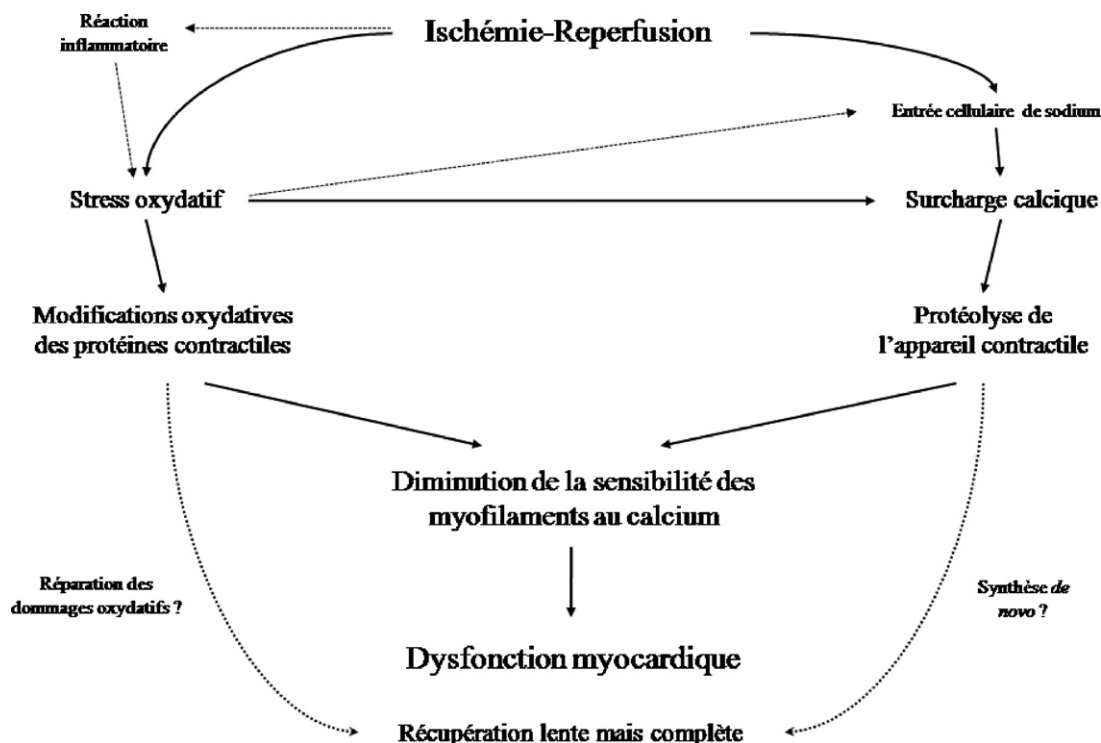 Réaction
inflammatoire
Ischémie-Reperfusion
Entrée cellulaire de sodium
Stress oxydatif
Surcharge calcique
Modifications oxydatives
des protéines contractiles
Protéolyse de
l’appareil contractile
Diminution de la sensibilité des
myofilaments au calcium
Réparation des
dommages oxydatifs ?
Synthèse de
novo ?
Dysfonction myocardique
Récupération lente mais complète